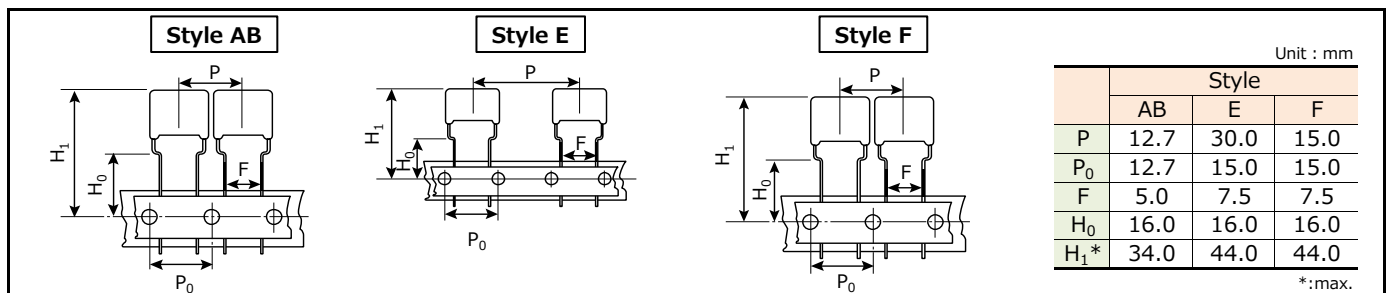 Style AB
P
H₁
H₀
F
P₀
Style E
P
H₁
H₀
F
P₀
Style F
P
H₁
H₀
F
P₀
Unit : mm
Style
AB E F
P 12.7 30.0 15.0
P₀ 12.7 15.0 15.0
F 5.0 7.5 7.5
H₀ 16.0 16.0 16.0
H₁* 34.0 44.0 44.0
*:max.